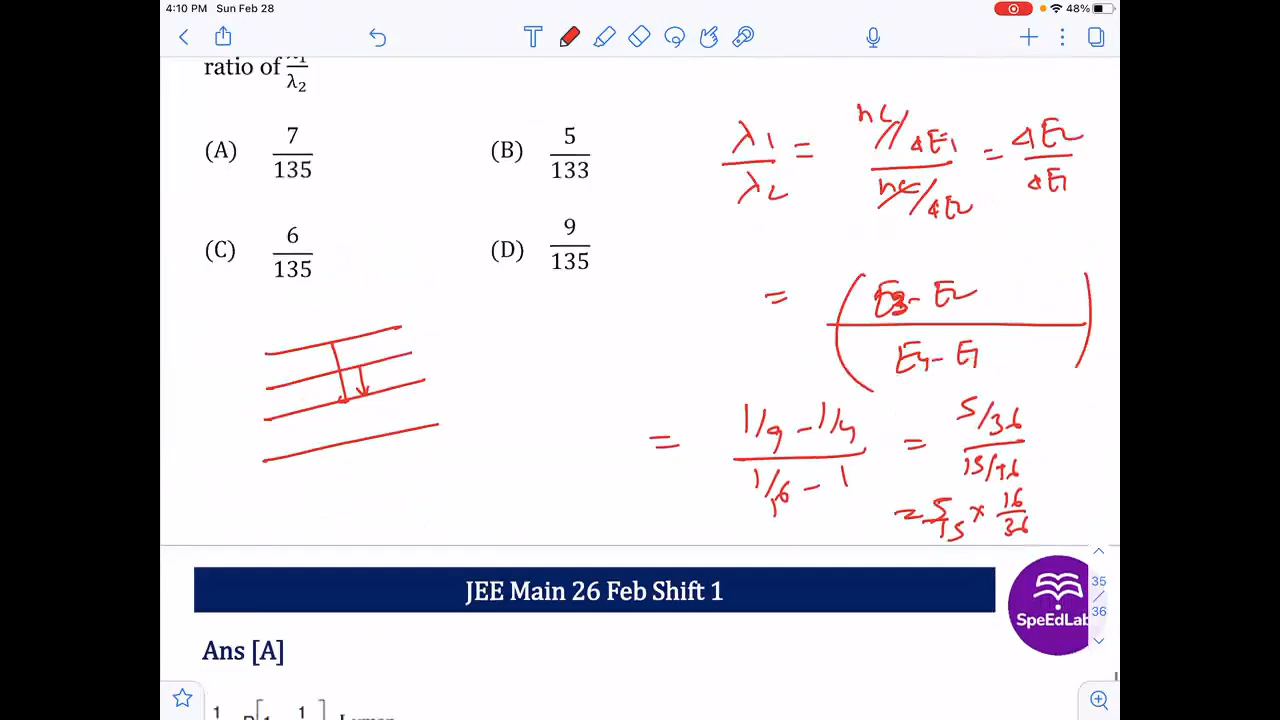 4:10 PM Sun Feb 28
48%
ratio of λ1/λ2
(A) 7/135
(B) 5/133
(C) 6/135
(D) 9/135
λ1/λ2 = (hc/ΔE1)/(hc/ΔE2) = ΔE2/ΔE1
= ((E3 - E2)/(E4 - E1))
= (1/9 - 1/4)/(1/16 - 1) = (5/36)/(15/16)
= 5/15 × 16/36
JEE Main 26 Feb Shift 1
SpeEdLab
35
/
36
Ans [A]